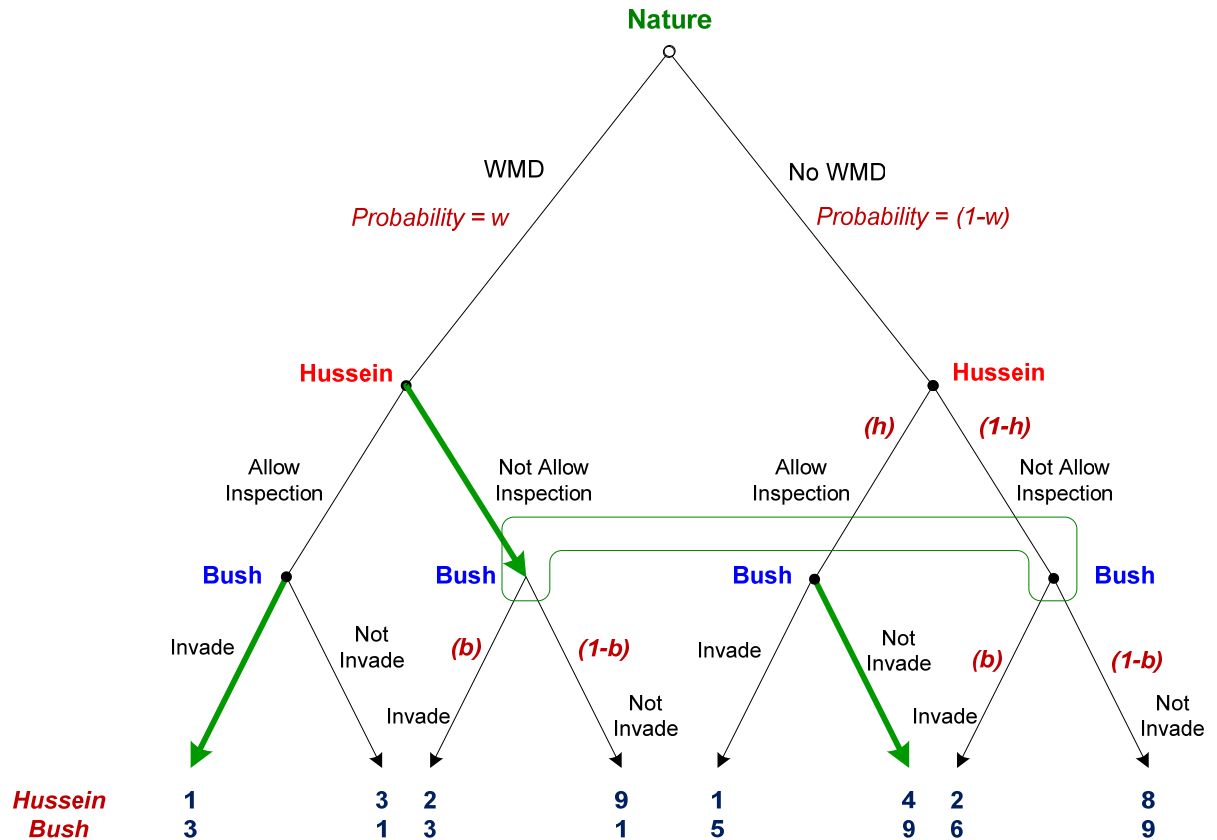 Nature
WMD
No WMD
Probability = w
Probability = (1-w)
Hussein
Hussein
(h)
(1-h)
Allow
Inspection
Not Allow
Inspection
Allow
Inspection
Not Allow
Inspection
Bush
Bush
Bush
Bush
Invade
Not
Invade
(b)
(1-b)
Invade
Not
Invade
(b)
(1-b)
Invade
Not
Invade
Invade
Not
Invade
Hussein 1 3 2 9 1 4 2 8
Bush 3 1 3 1 5 9 6 9